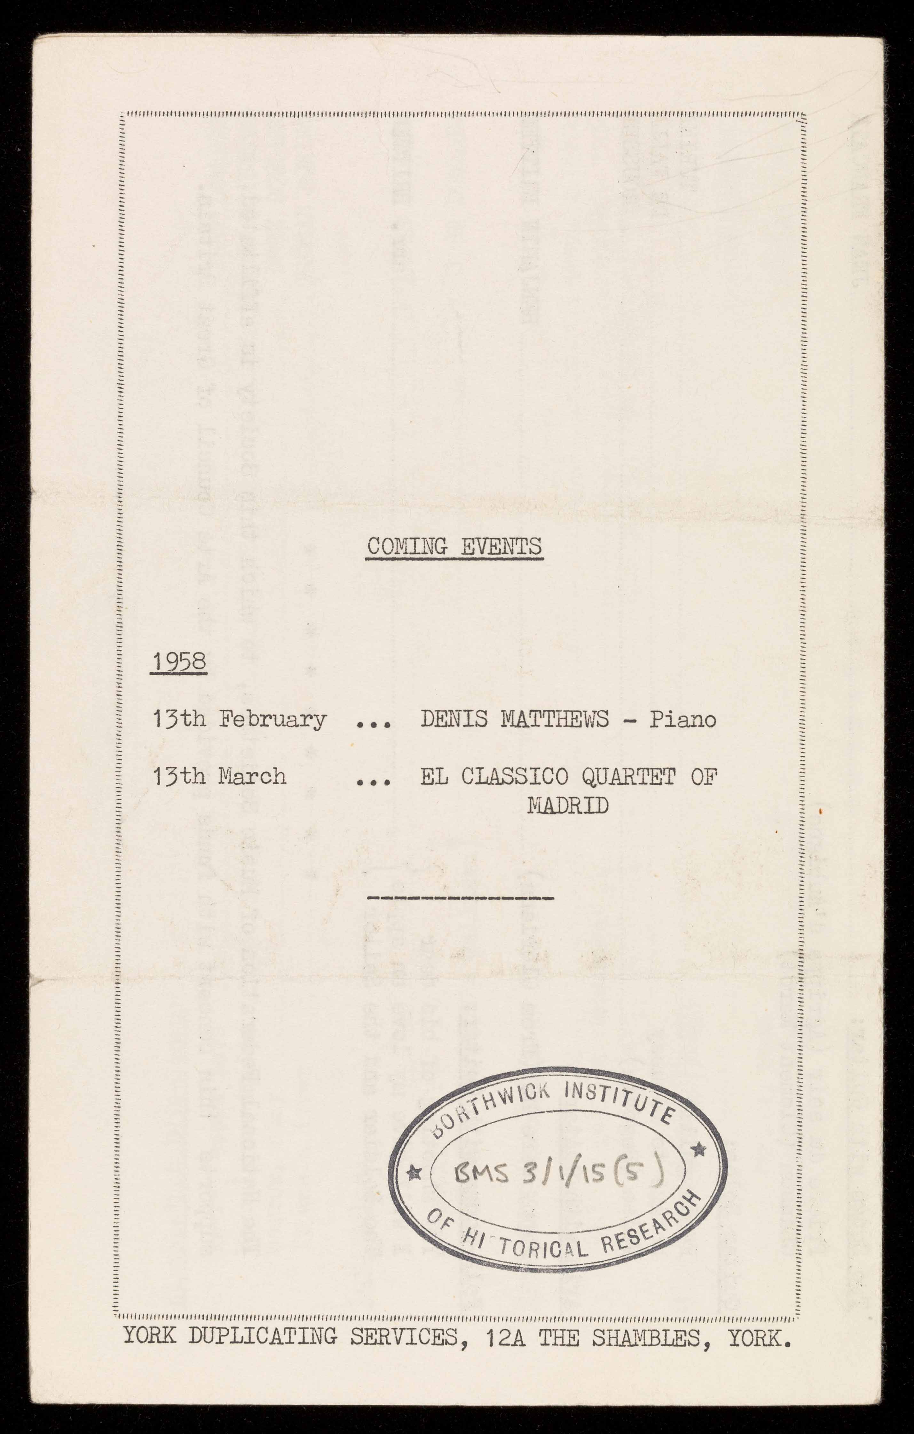 COMING EVENTS
1958
13th February ... DENIS MATTHEWS - Piano
13th March ... EL CLASSICO QUARTET OF
MADRID
BORTHWICK INSTITUTE
BMS 3/1/15(5)
OF HISTORICAL RESEARCH
YORK DUPLICATING SERVICES, 12A THE SHAMBLES, YORK.